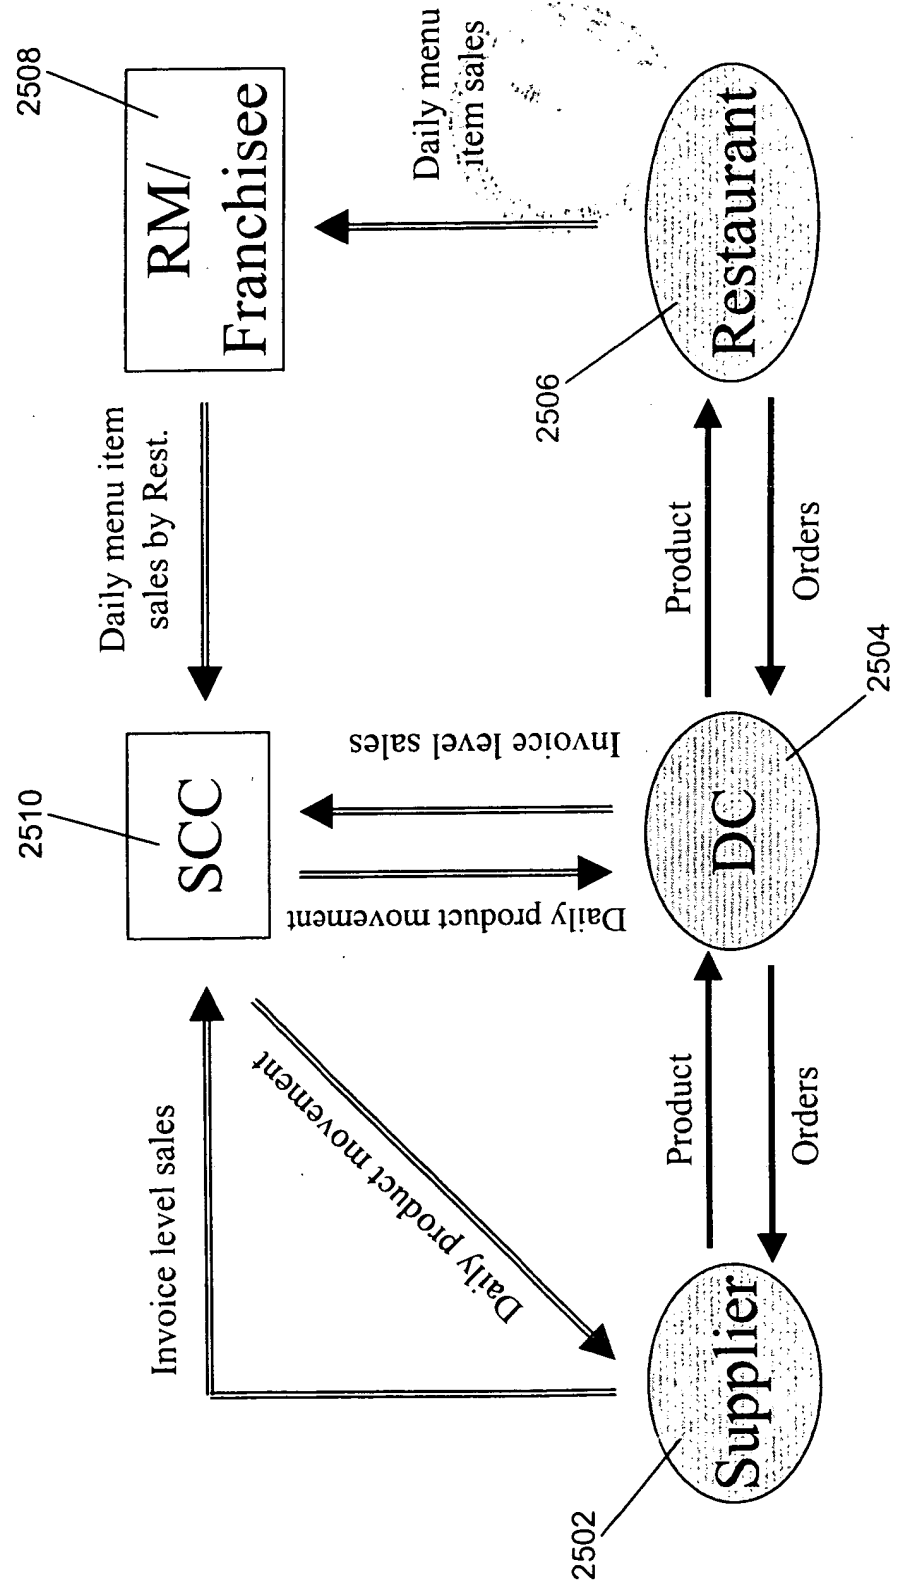 2510
2508
SCC
RM/
Franchisee
Daily menu item
sales by Rest.
Invoice level sales
Daily product movement
Daily product movement
Invoice level sales
Daily menu
item sales
2502
2506
Supplier
Product
Orders
DC
Product
Orders
Restaurant
2504